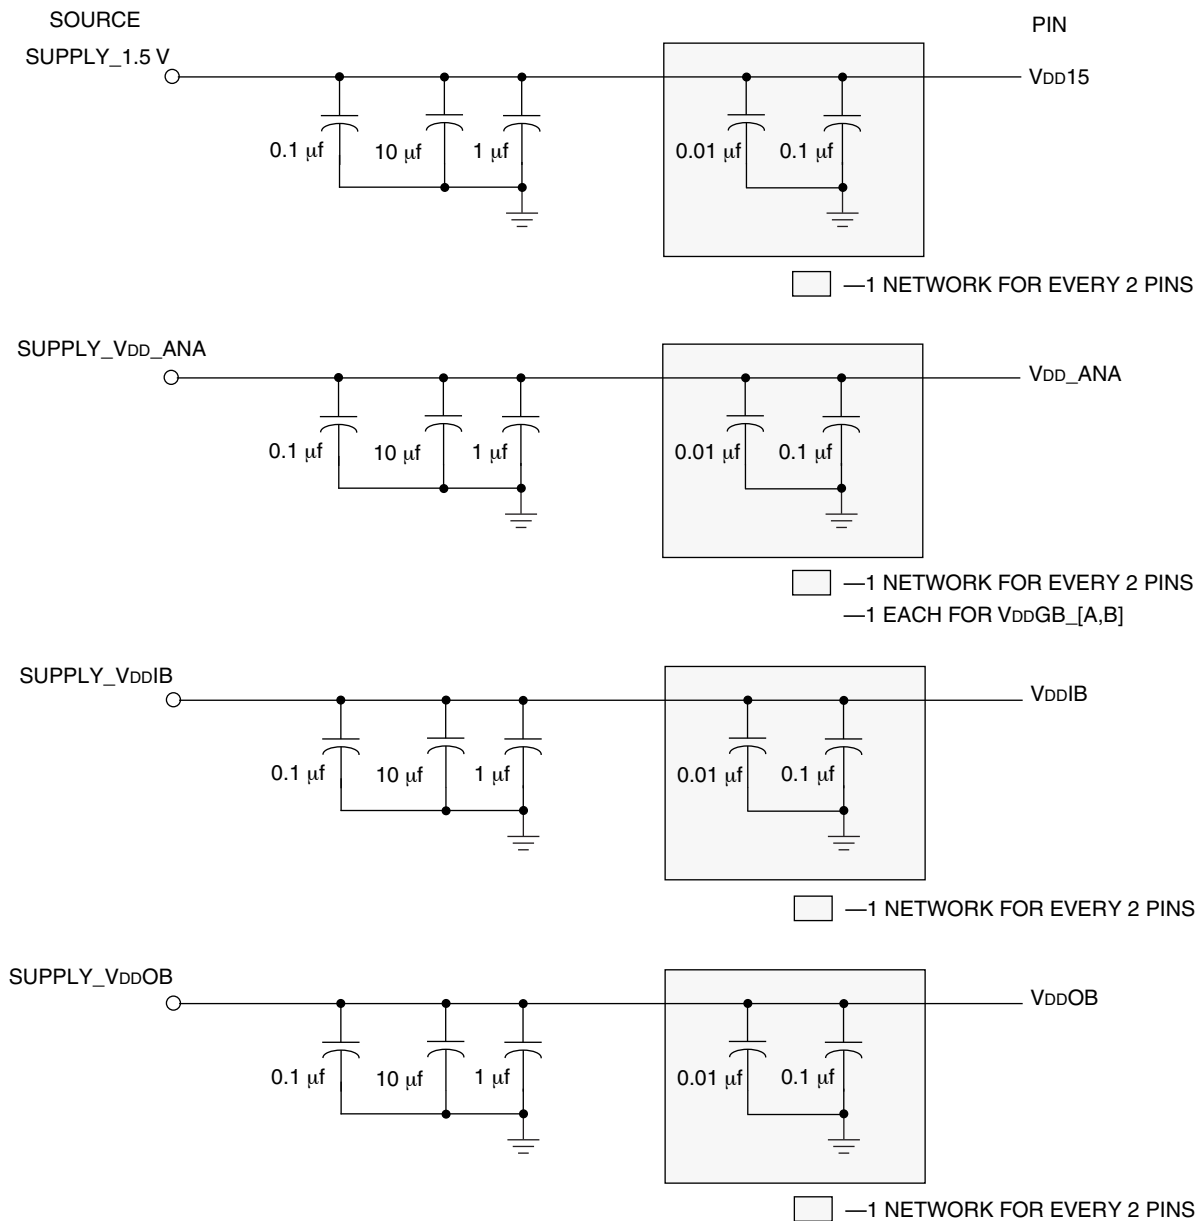 SOURCE
PIN
SUPPLY_1.5 V
VDD15
0.1 µf
10 µf
1 µf
0.01 µf
0.1 µf
—1 NETWORK FOR EVERY 2 PINS
SUPPLY_VDD_ANA
VDD_ANA
0.1 µf
10 µf
1 µf
0.01 µf
0.1 µf
—1 NETWORK FOR EVERY 2 PINS
—1 EACH FOR VDDGB_[A,B]
SUPPLY_VDDIB
VDDIB
0.1 µf
10 µf
1 µf
0.01 µf
0.1 µf
—1 NETWORK FOR EVERY 2 PINS
SUPPLY_VDDOB
VDDOB
0.1 µf
10 µf
1 µf
0.01 µf
0.1 µf
—1 NETWORK FOR EVERY 2 PINS